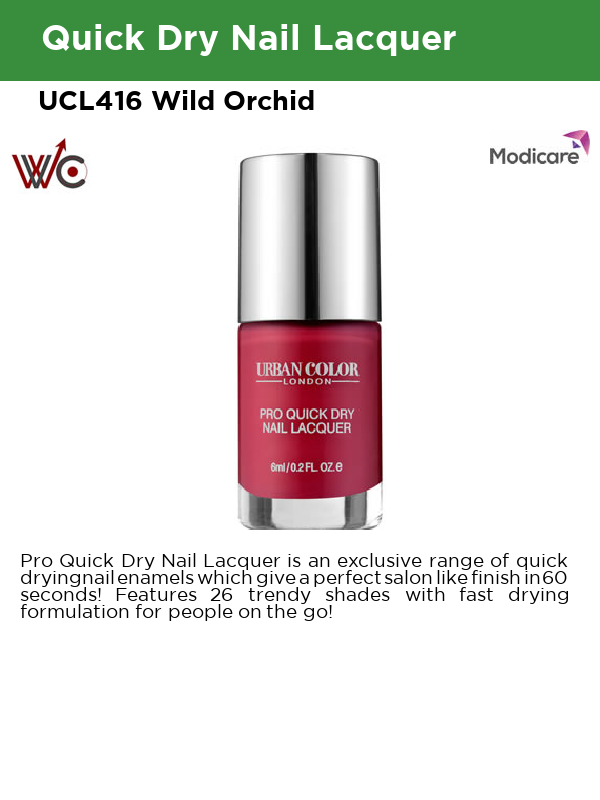 Quick Dry Nail Lacquer
UCL416 Wild Orchid
WC
Modicare
URBAN COLOR
LONDON
PRO QUICK DRY
NAIL LACQUER
6ml/0.2 FL. OZ.e
Pro Quick Dry Nail Lacquer is an exclusive range of quick
dryingnail enamels which give a perfect salon like finish in 60
seconds! Features 26 trendy shades with fast drying
formulation for people on the go!